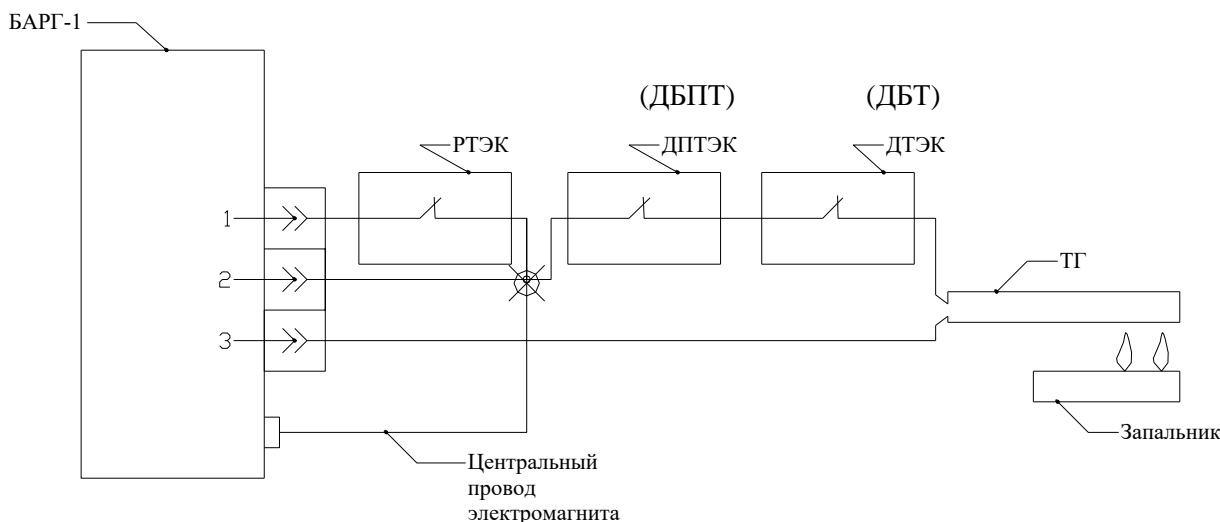 БАРГ-1
(ДБПТ)
(ДБТ)
РТЭК
ДПТЭК
ДТЭК
1
2
3
ТГ
Запальник
Центральный
провод
электромагнита